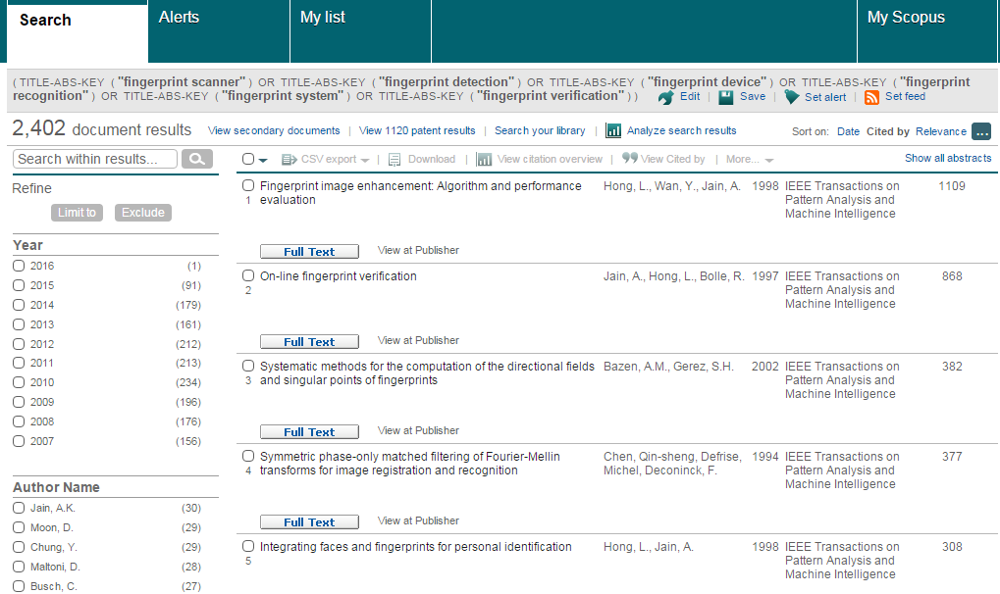 Search Alerts My list My Scopus
( TITLE-ABS-KEY ( "fingerprint scanner" ) OR TITLE-ABS-KEY ( "fingerprint detection" ) OR TITLE-ABS-KEY ( "fingerprint device" ) OR TITLE-ABS-KEY ( "fingerprint
recognition" ) OR TITLE-ABS-KEY ( "fingerprint system" ) OR TITLE-ABS-KEY ( "fingerprint verification" ) ) Edit | Save | Set alert | Set feed
2,402 document results View secondary documents | View 1120 patent results | Search your library | Analyze search results Sort on: Date Cited by Relevance ...
Search within results... CSV export | Download | View citation overview | View Cited by | More... Show all abstracts
Refine
Limit to Exclude
Year
2016 (1)
2015 (91)
2014 (179)
2013 (161)
2012 (212)
2011 (213)
2010 (234)
2009 (196)
2008 (176)
2007 (156)
Author Name
Jain, A.K. (30)
Moon, D. (29)
Chung, Y. (29)
Maltoni, D. (28)
Busch, C. (27)
Fingerprint image enhancement: Algorithm and performance Hong, L., Wan, Y., Jain, A. 1998 IEEE Transactions on 1109
1 evaluation Pattern Analysis and
Machine Intelligence
Full Text View at Publisher
On-line fingerprint verification Jain, A., Hong, L., Bolle, R. 1997 IEEE Transactions on 868
2 Pattern Analysis and
Machine Intelligence
Full Text View at Publisher
Systematic methods for the computation of the directional fields Bazen, A.M., Gerez, S.H. 2002 IEEE Transactions on 382
3 and singular points of fingerprints Pattern Analysis and
Machine Intelligence
Full Text View at Publisher
Symmetric phase-only matched filtering of Fourier-Mellin Chen, Qin-sheng, Defrise, 1994 IEEE Transactions on 377
4 transforms for image registration and recognition Michel, Deconinck, F. Pattern Analysis and
Machine Intelligence
Full Text View at Publisher
Integrating faces and fingerprints for personal identification Hong, L., Jain, A. 1998 IEEE Transactions on 308
5 Pattern Analysis and
Machine Intelligence